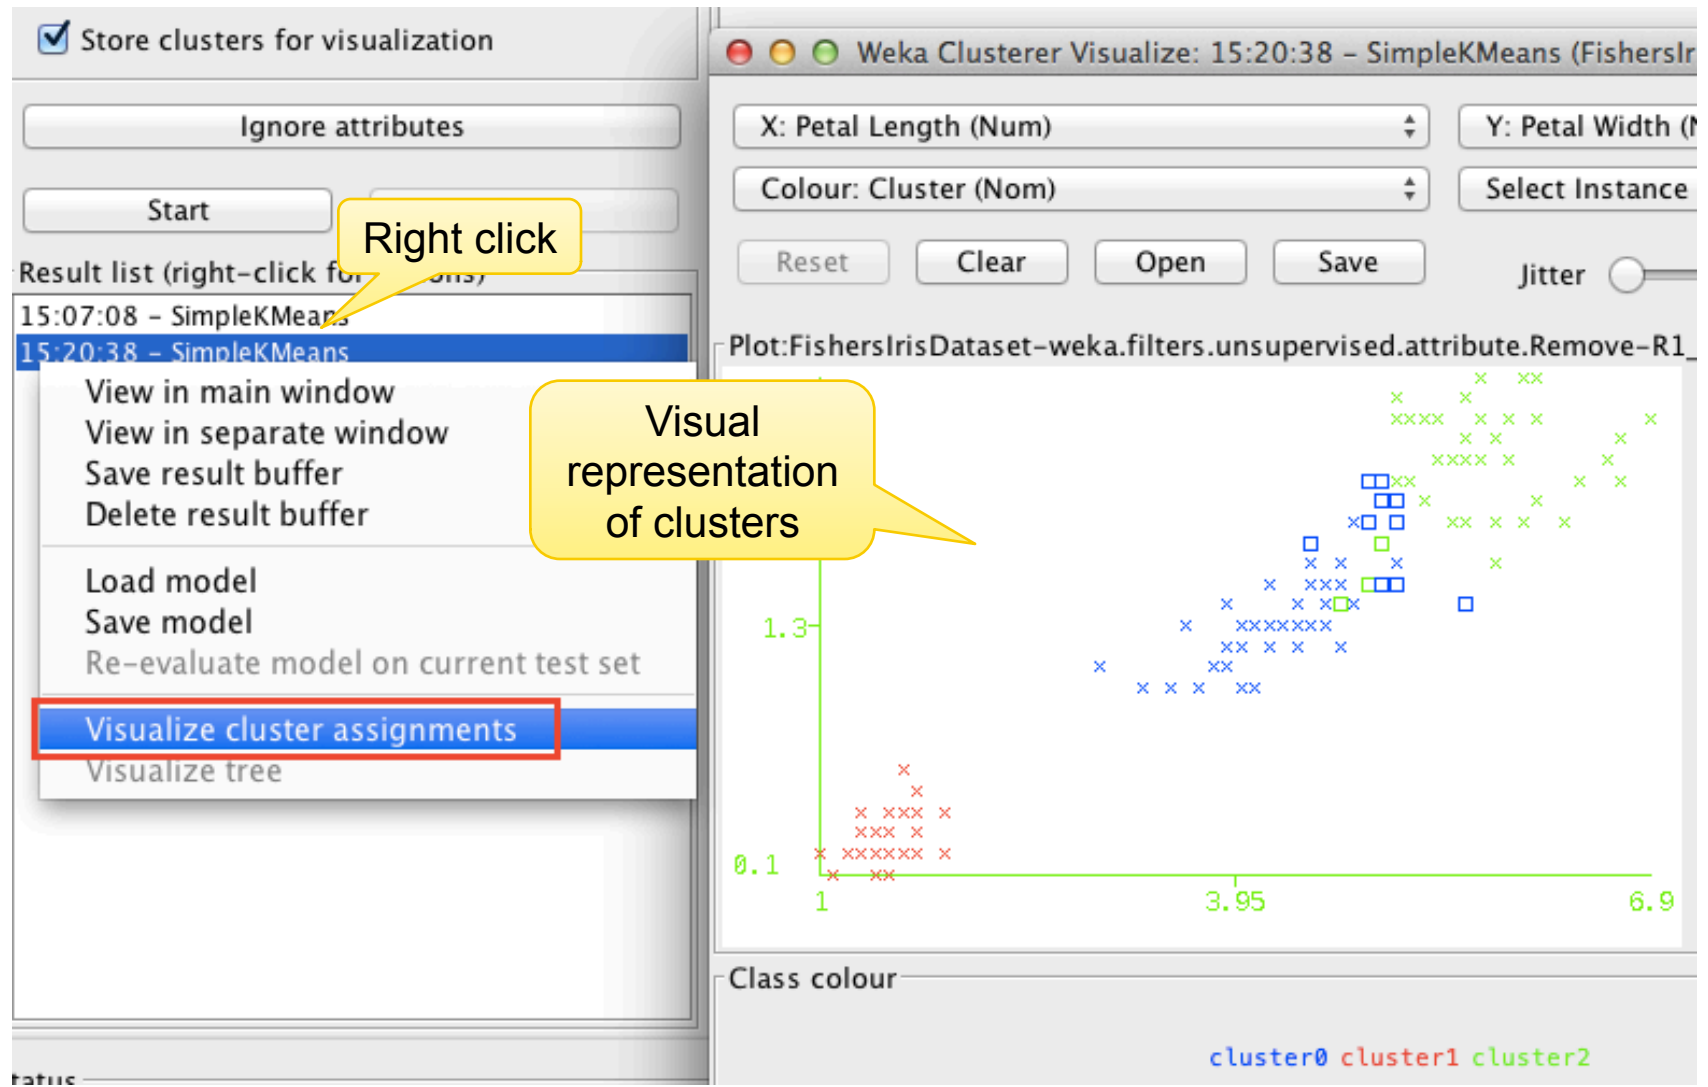 Store clusters for visualization
Ignore attributes
Start
Right click
Result list (right-click for
15:07:08 – SimpleKMeans
15:20:38 – SimpleKMeans
View in main window
View in separate window
Save result buffer
Delete result buffer
Load model
Save model
Re-evaluate model on current test set
Visualize cluster assignments
Visualize tree
Weka Clusterer Visualize: 15:20:38 – SimpleKMeans (FishersIr
X: Petal Length (Num)
Y: Petal Width (N
Colour: Cluster (Nom)
Select Instance
Reset
Clear
Open
Save
Jitter
Plot:FishersIrisDataset-weka.filters.unsupervised.attribute.Remove-R1_
Visual
representation
of clusters
1.3
0.1
1
3.95
6.9
Class colour
cluster0 cluster1 cluster2